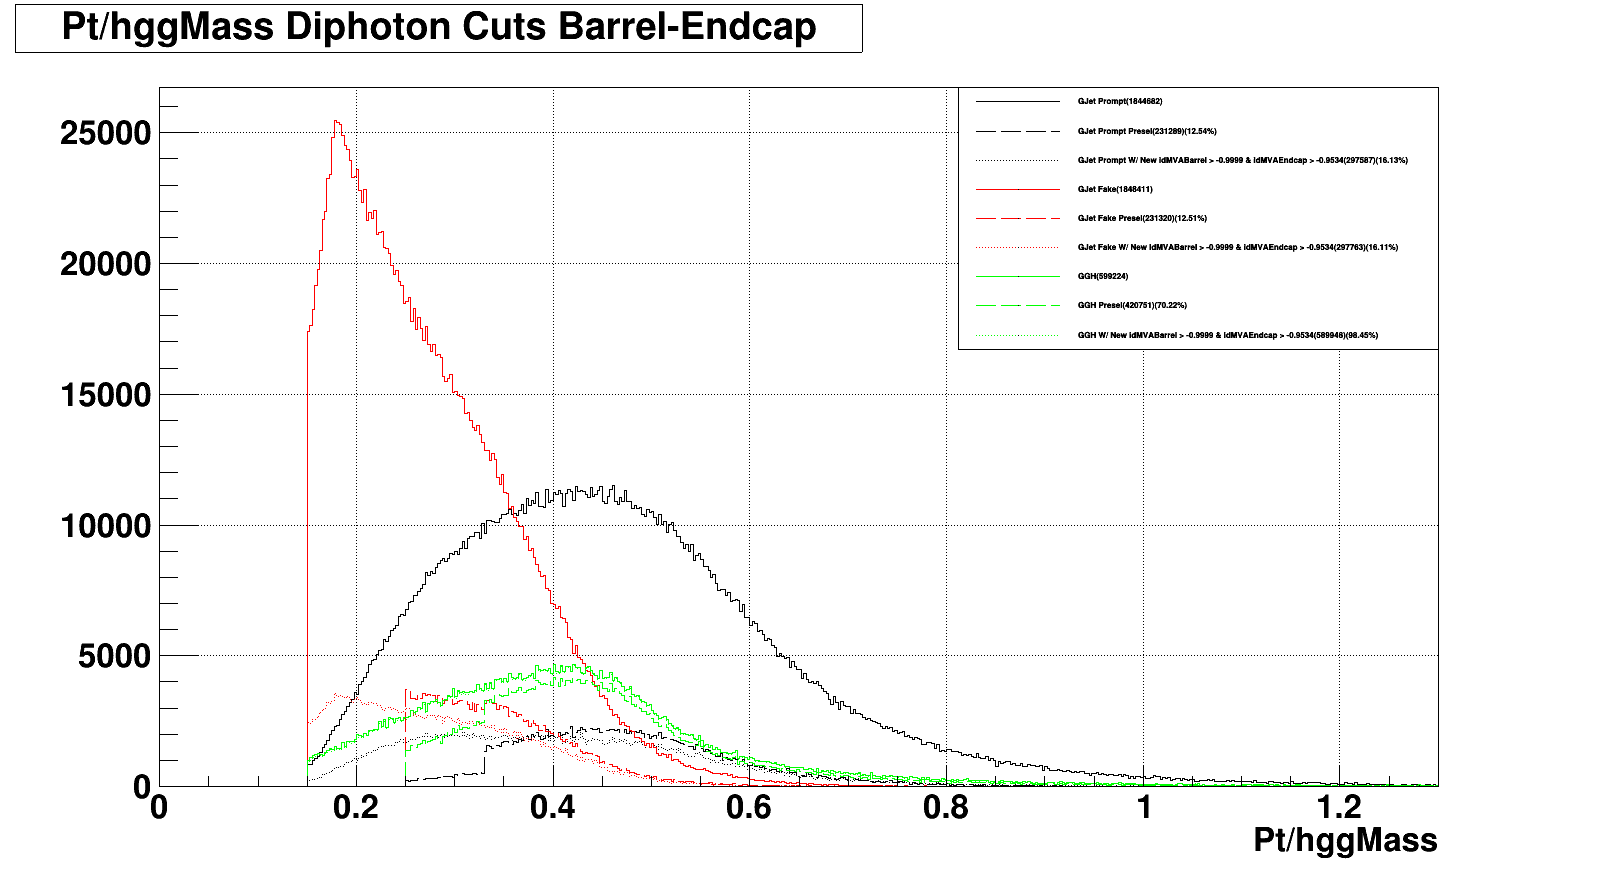 Pt/hggMass Diphoton Cuts Barrel-Endcap
GJet Prompt(1844682)
GJet Prompt Presel(231289)(12.54%)
GJet Prompt W/ New idMVABarrel > -0.9999 & idMVAEndcap > -0.9534(297587)(16.13%)
GJet Fake(1848411)
GJet Fake Presel(231320)(12.51%)
GJet Fake W/ New idMVABarrel > -0.9999 & idMVAEndcap > -0.9534(297763)(16.11%)
GGH(599224)
GGH Presel(420751)(70.22%)
GGH W/ New idMVABarrel > -0.9999 & idMVAEndcap > -0.9534(589948)(98.45%)
25000
20000
15000
10000
5000
0
0 0.2 0.4 0.6 0.8 1 1.2
Pt/hggMass